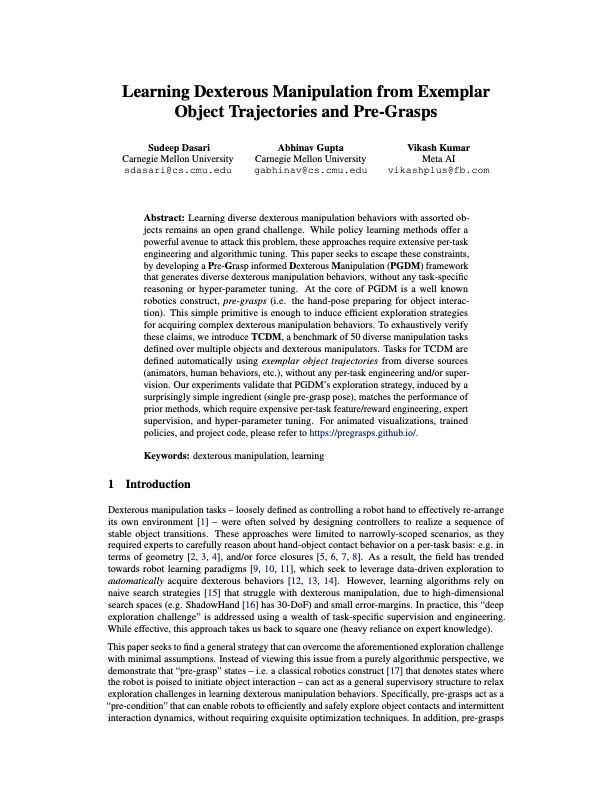 Learning Dexterous Manipulation from Exemplar
Object Trajectories and Pre-Grasps
Sudeep Dasari
Carnegie Mellon University
sdasari@cs.cmu.edu
Abhinav Gupta
Carnegie Mellon University
gabhinav@cs.cmu.edu
Vikash Kumar
Meta AI
vikashplus@fb.com
Abstract: Learning diverse dexterous manipulation behaviors with assorted ob-
jects remains an open grand challenge. While policy learning methods offer a
powerful avenue to attack this problem, these approaches require extensive per-task
engineering and algorithmic tuning. This paper seeks to escape these constraints,
by developing a Pre-Grasp informed Dexterous Manipulation (PGDM) framework
that generates diverse dexterous manipulation behaviors, without any task-specific
reasoning or hyper-parameter tuning. At the core of PGDM is a well known
robotics construct, pre-grasps (i.e. the hand-pose preparing for object interac-
tion). This simple primitive is enough to induce efficient exploration strategies
for acquiring complex dexterous manipulation behaviors. To exhaustively verify
these claims, we introduce TCDM, a benchmark of 50 diverse manipulation tasks
defined over multiple objects and dexterous manipulators. Tasks for TCDM are
defined automatically using exemplar object trajectories from diverse sources
(animators, human behaviors, etc.), without any per-task engineering and/or super-
vision. Our experiments validate that PGDM's exploration strategy, induced by a
surprisingly simple ingredient (single pre-grasp pose), matches the performance of
prior methods, which require expensive per-task feature/reward engineering, expert
supervision, and hyper-parameter tuning. For animated visualizations, trained
policies, and project code, please refer to https://pregrasps.github.io/.
Keywords: dexterous manipulation, learning
1 Introduction
Dexterous manipulation tasks – loosely defined as controlling a robot hand to effectively re-arrange
its own environment [1] – were often solved by designing controllers to realize a sequence of
stable object transitions. These approaches were limited to narrowly-scoped scenarios, as they
required experts to carefully reason about hand-object contact behavior on a per-task basis: e.g. in
terms of geometry [2, 3, 4], and/or force closures [5, 6, 7, 8]. As a result, the field has trended
towards robot learning paradigms [9, 10, 11], which seek to leverage data-driven exploration to
automatically acquire dexterous behaviors [12, 13, 14]. However, learning algorithms rely on
naive search strategies [15] that struggle with dexterous manipulation, due to high-dimensional
search spaces (e.g. ShadowHand [16] has 30-DoF) and small error-margins. In practice, this “deep
exploration challenge” is addressed using a wealth of task-specific supervision and engineering.
While effective, this approach takes us back to square one (heavy reliance on expert knowledge).
This paper seeks to find a general strategy that can overcome the aforementioned exploration challenge
with minimal assumptions. Instead of viewing this issue from a purely algorithmic perspective, we
demonstrate that “pre-grasp” states – i.e. a classical robotics construct [17] that denotes states where
the robot is poised to initiate object interaction – can act as a general supervisory structure to relax
exploration challenges in learning dexterous manipulation behaviors. Specifically, pre-grasps act as a
“pre-condition” that can enable robots to efficiently and safely explore object contacts and intermittent
interaction dynamics, without requiring exquisite optimization techniques. In addition, pre-grasps